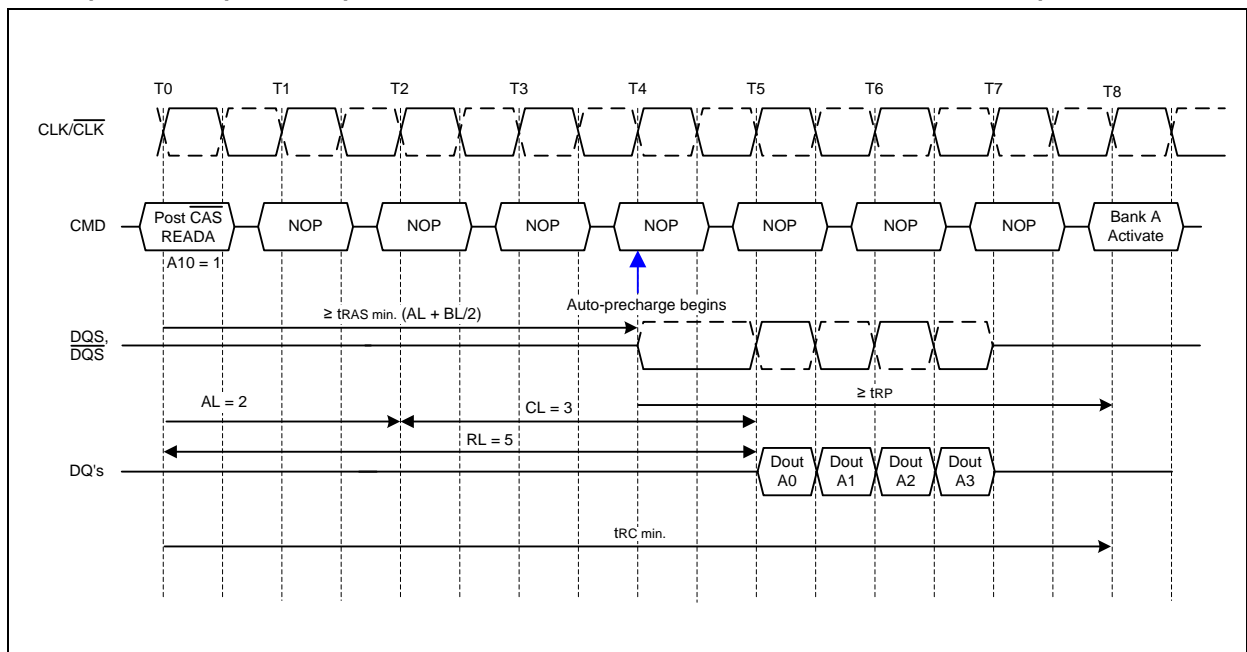 T0 T1 T2 T3 T4 T5 T6 T7 T8
CLK/CLK
CMD
Post CAS
READA
NOP NOP NOP NOP NOP NOP NOP
Bank A
Activate
A10 = 1
Auto-precharge begins
≥ tRAS min. (AL + BL/2)
DQS,
DQS
≥ tRP
AL = 2
CL = 3
RL = 5
DQ's
Dout
A0
Dout
A1
Dout
A2
Dout
A3
tRC min.